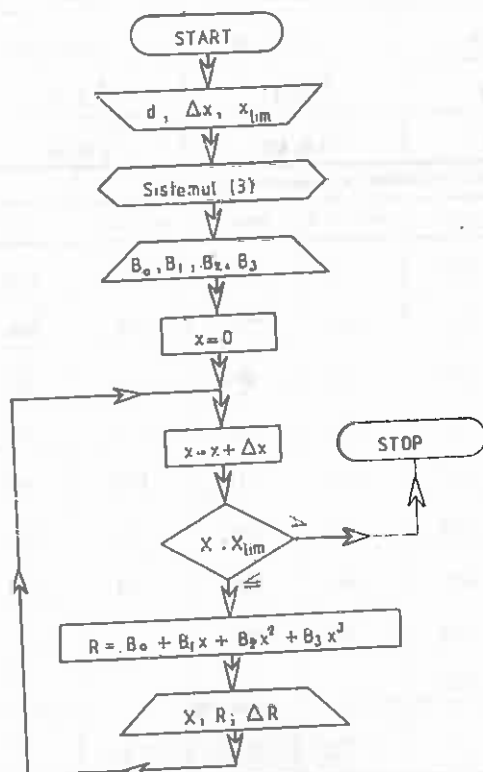 START
d, Δx, x_lim
Sistemul (3)
B₀, B₁, B₂, B₃
x=0
x=x+Δx
STOP
>
X : X_lim
≤
R = B₀ + B₁x + B₂x² + B₃x³
X, R; ΔR